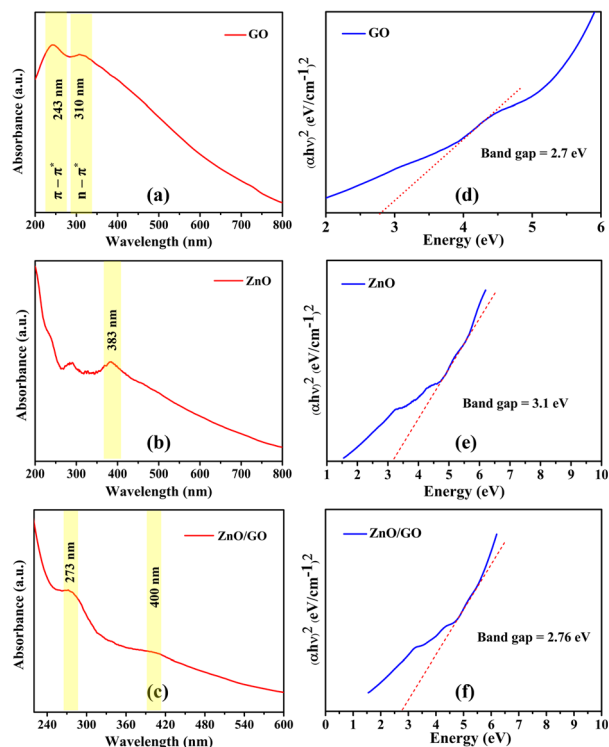 GO
Absorbance (a.u.)
243 nm
310 nm
π – π*
n – π*
(a)
200 300 400 500 600 700 800
Wavelength (nm)
GO
(αhν)2 (eV/cm-1)2
Band gap = 2.7 eV
(d)
2 3 4 5 6
Energy (eV)
ZnO
Absorbance (a.u.)
383 nm
(b)
200 300 400 500 600 700 800
Wavelength (nm)
ZnO
(αhν)2 (eV/cm-1)2
Band gap = 3.1 eV
(e)
1 2 3 4 5 6 7 8 9 10
Energy (eV)
ZnO/GO
Absorbance (a.u.)
273 nm
400 nm
(c)
240 300 360 420 480 540 600
Wavelength (nm)
ZnO/GO
(αhν)2 (eV/cm-1)2
Band gap = 2.76 eV
(f)
0 1 2 3 4 5 6 7 8 9 10
Energy (eV)